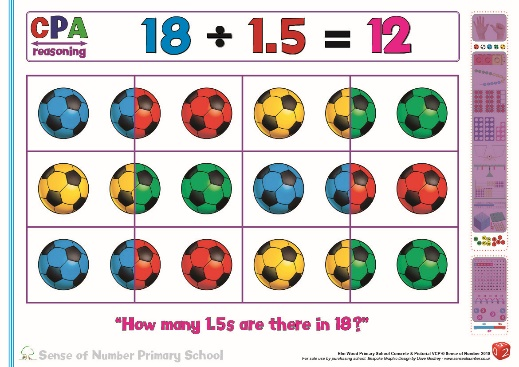 CPA
reasoning
18 ÷ 1.5 = 12
"How many 1.5s are there in 18?"
Sense of Number Primary School